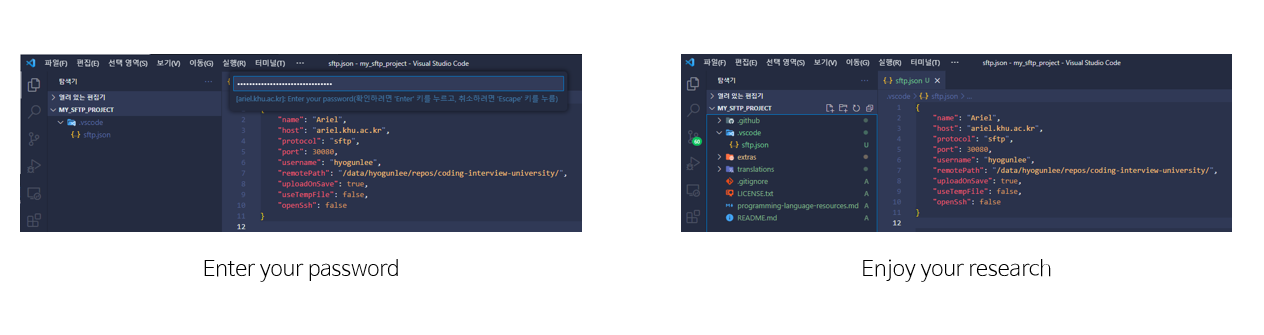 파일(F) 편집(E) 선택 영역(S) 보기(V) 이동(G) 실행(R) 터미널(T) ··· sftp.json - my_sftp_project - Visual Studio Code
탐색기 ···
••••••••••••••••••••••••••••••••
[ariel.khu.ac.kr]: Enter your password(확인하려면 'Enter' 키를 누르고, 취소하려면 'Escape' 키를 누름)
열려 있는 편집기
MY_SFTP_PROJECT
.vscode
{..} sftp.json
{
2 "name": "Ariel",
3 "host": "ariel.khu.ac.kr",
4 "protocol": "sftp",
5 "port": 30080,
6 "username": "hyogunlee",
7 "remotePath": "/data/hyogunlee/repos/coding-interview-university/",
8 "uploadOnSave": true,
9 "useTempFile": false,
10 "openSsh": false
11 }
12
Enter your password
파일(F) 편집(E) 선택 영역(S) 보기(V) 이동(G) 실행(R) 터미널(T) ··· sftp.json - my_sftp_project - Visual Studio Code
탐색기 ···
열려 있는 편집기
MY_SFTP_PROJECT
.github
.vscode
{..} sftp.json U
extras
translations
.gitignore A
LICENSE.txt A
programming-language-resources.md A
README.md A
60
{..} sftp.json U ×
.vscode > {..} sftp.json > ...
1 {
2 "name": "Ariel",
3 "host": "ariel.khu.ac.kr",
4 "protocol": "sftp",
5 "port": 30080,
6 "username": "hyogunlee",
7 "remotePath": "/data/hyogunlee/repos/coding-interview-university/",
8 "uploadOnSave": true,
9 "useTempFile": false,
10 "openSsh": false
11 }
12
Enjoy your research